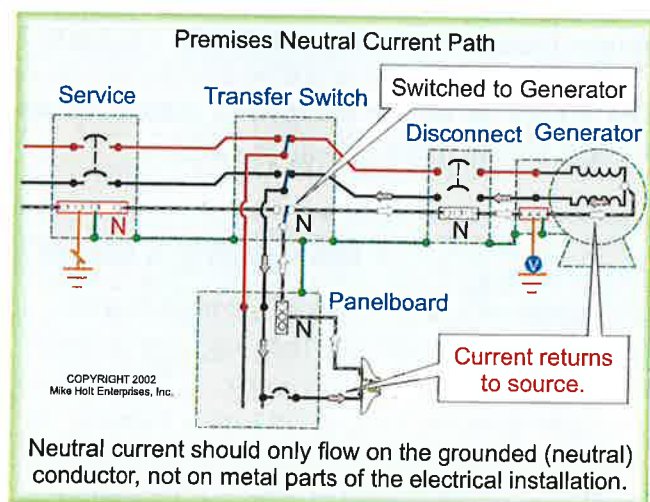 Premises Neutral Current Path
Switched to Generator
Service
Transfer Switch
Disconnect
Generator
N
N
N
N
V
Panelboard
Current returns
to source.
COPYRIGHT 2002
Mike Holt Enterprises, Inc.
Neutral current should only flow on the grounded (neutral)
conductor, not on metal parts of the electrical installation.